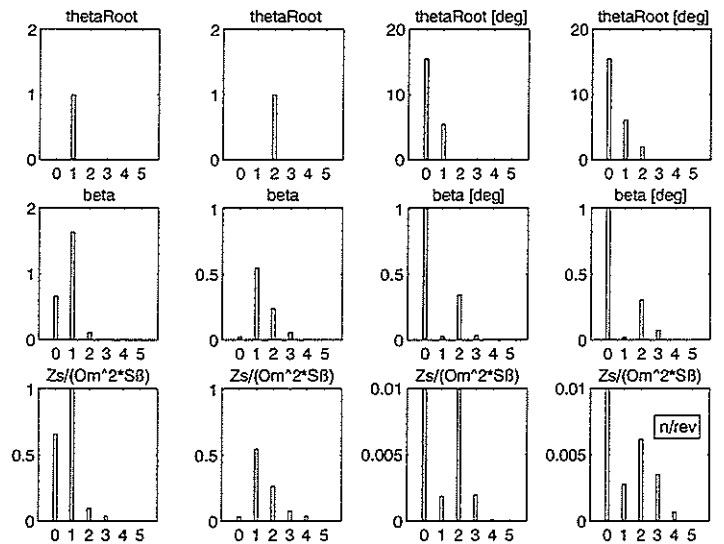 thetaRoot thetaRoot thetaRoot [deg] thetaRoot [deg]
2 2 20 20
1 1 10 10
0 0 0 0
0 1 2 3 4 5 0 1 2 3 4 5 0 1 2 3 4 5 0 1 2 3 4 5
beta beta beta [deg] beta [deg]
2 1 1 1
1 0.5 0.5 0.5
0 0 0 0
0 1 2 3 4 5 0 1 2 3 4 5 0 1 2 3 4 5 0 1 2 3 4 5
Zs/(Om^2*Sß) Zs/(Om^2*Sß) Zs/(Om^2*Sß) Zs/(Om^2*Sß)
1 1 0.01 0.01
n/rev
0.5 0.5 0.005 0.005
0 0 0 0
0 1 2 3 4 5 0 1 2 3 4 5 0 1 2 3 4 5 0 1 2 3 4 5